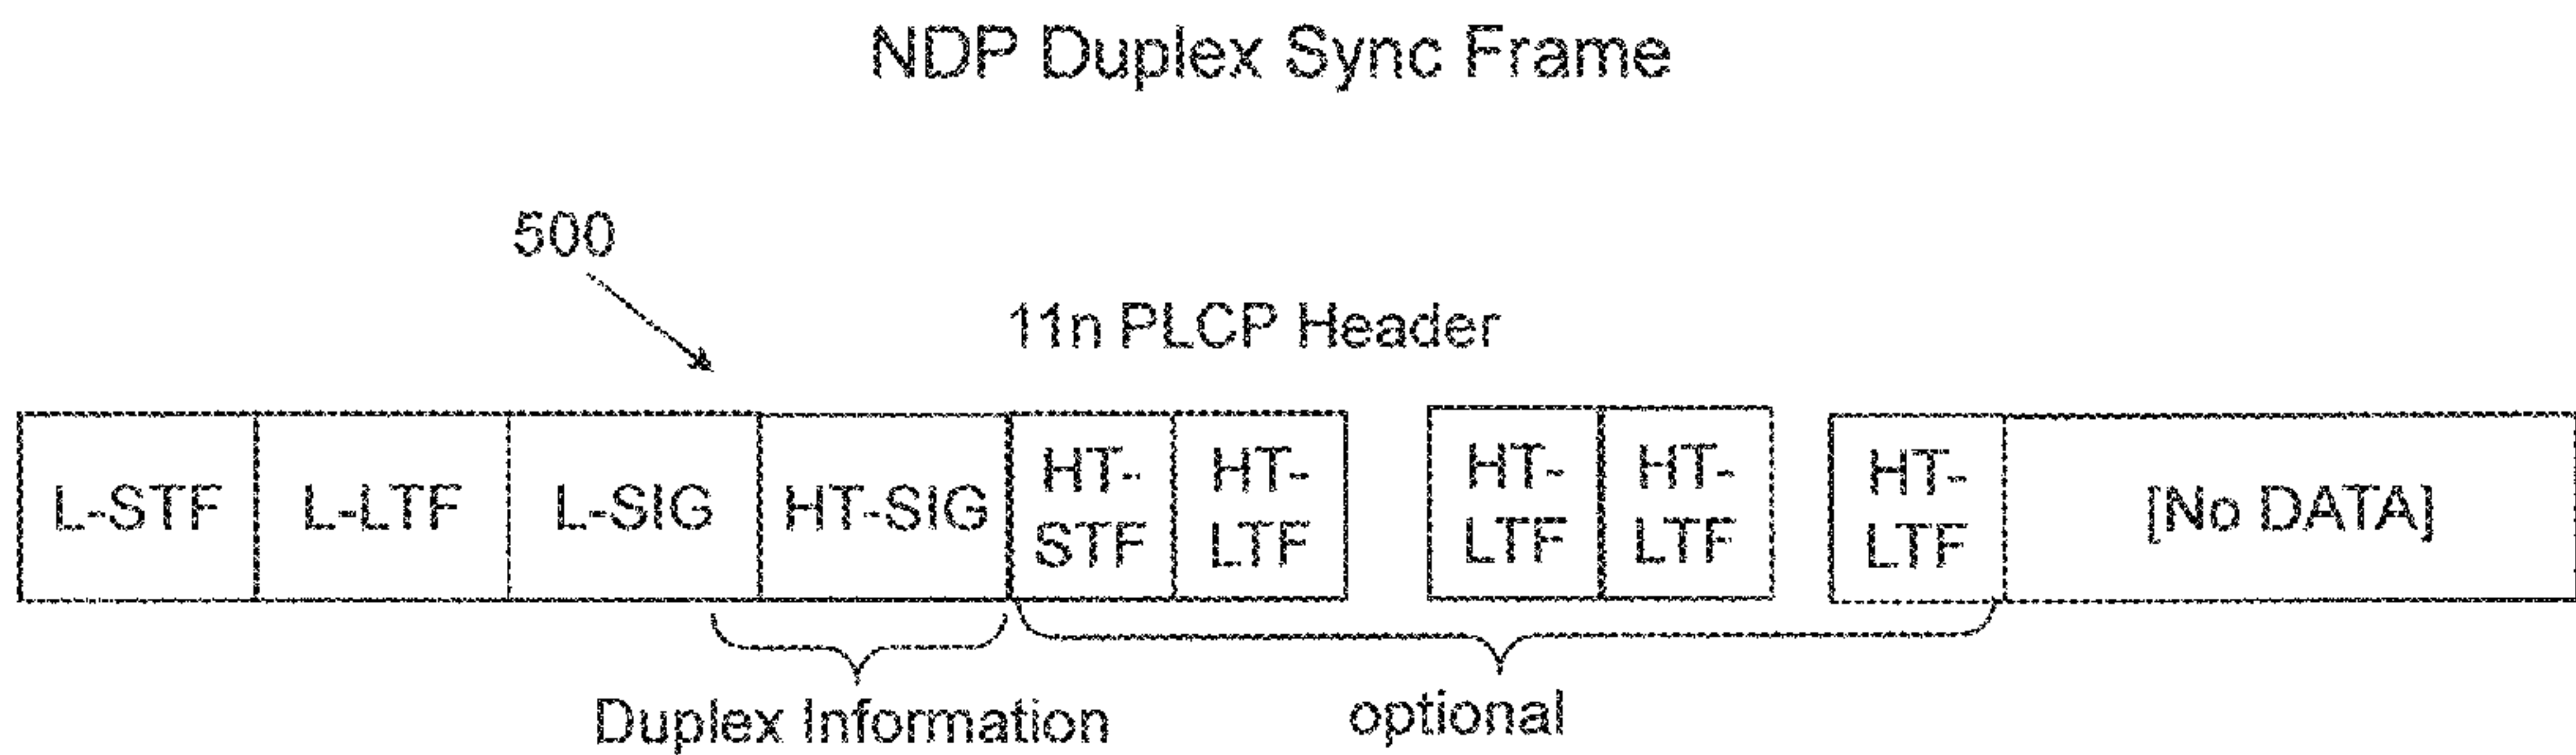 NDP Duplex Sync Frame
500
11n PLCP Header
L-STF L-LTF L-SIG HT-SIG HT-STF HT-LTF HT-LTF HT-LTF HT-LTF [No DATA]
Duplex Information optional